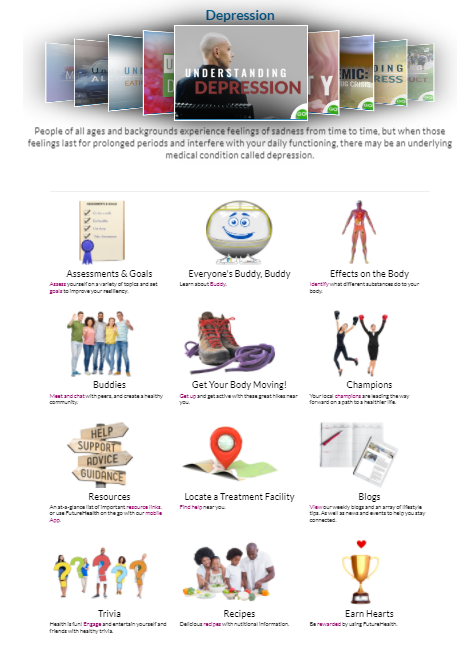 Depression
UNDERSTANDING
DEPRESSION
GO
GO
GO
GO
People of all ages and backgrounds experience feelings of sadness from time to time, but when those
feelings last for prolonged periods and interfere with your daily functioning, there may be an underlying
medical condition called depression.
Assessments & Goals
Everyone's Buddy, Buddy
Effects on the Body
Assess yourself on a variety of topics and set
goals to improve your resiliency.
Learn about Buddy.
Identify what different substances do to your
body.
Buddies
Get Your Body Moving!
Champions
Meet and chat with peers, and create a healthy
community.
Get up and get active with these great hikes near
you.
Your local champions are leading the way
forward on a path to a healthier life.
HELP
SUPPORT
ADVICE
GUIDANCE
Resources
Locate a Treatment Facility
Blogs
An at-a-glance list of important resource links,
or use FutureHealth on the go with our mobile
App.
Find help near you.
View our weekly blogs and an array of lifestyle
tips. As well as news and events to help you stay
connected.
Trivia
Recipes
Earn Hearts
Health is fun! Engage and entertain yourself and
friends with healthy trivia.
Delicious recipes with nutritional information.
Be rewarded by using FutureHealth.